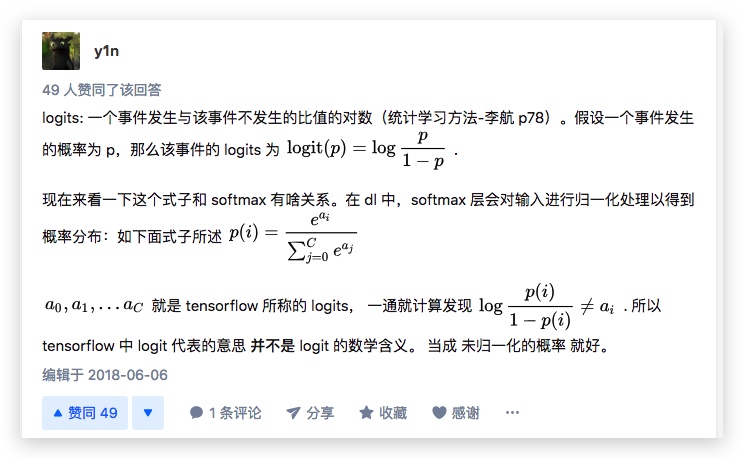 y1n
49 人赞同了该回答
logits: 一个事件发生与该事件不发生的比值的对数（统计学习方法-李航 p78）。假设一个事件发生
的概率为 p，那么该事件的 logits 为 logit(p) = log p/(1 − p) .
现在来看一下这个式子和 softmax 有啥关系。在 dl 中，softmax 层会对输入进行归一化处理以得到
概率分布：如下面式子所述 p(i) = e^{a_i} / ∑_{j=0}^{C} e^{a_j}
a_0, a_1, … a_C 就是 tensorflow 所称的 logits， 一通就计算发现 log p(i)/(1 − p(i)) ≠ a_i . 所以
tensorflow 中 logit 代表的意思 并不是 logit 的数学含义。 当成 未归一化的概率 就好。
编辑于 2018-06-06
赞同 49 1 条评论 分享 收藏 感谢 ···